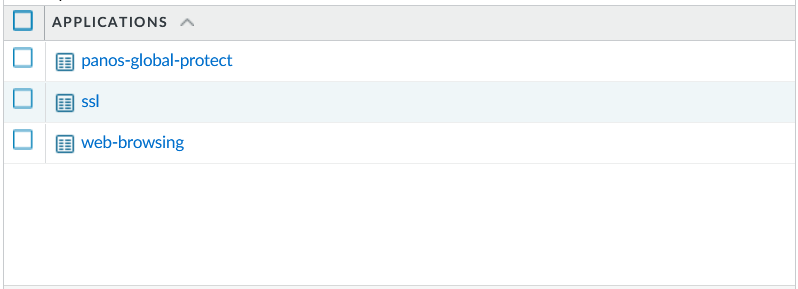 APPLICATIONS
panos-global-protect
ssl
web-browsing